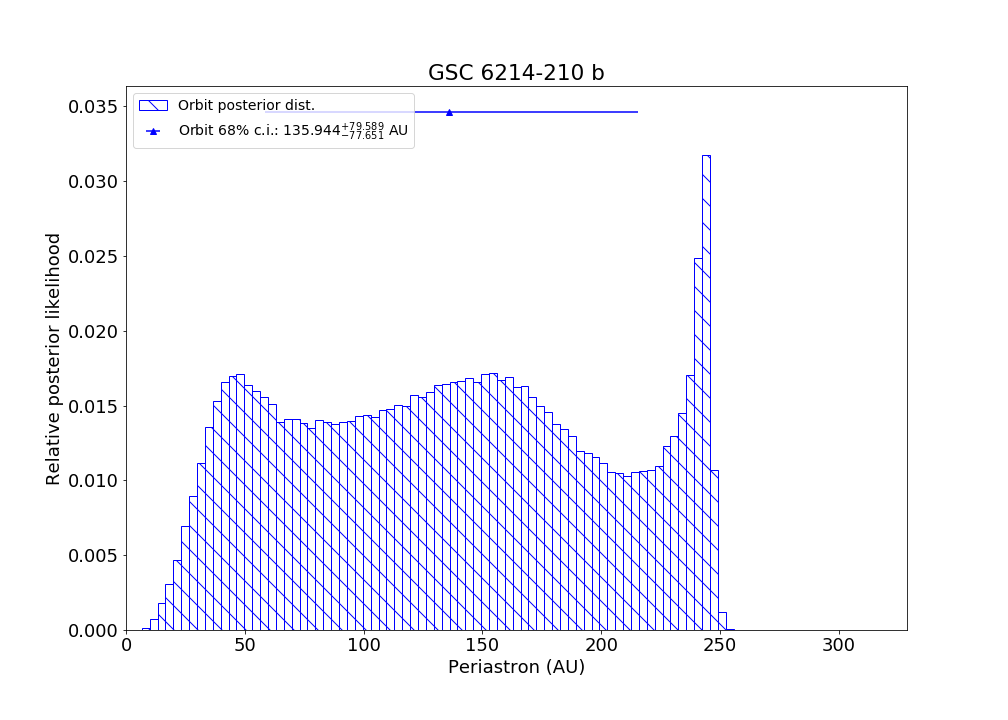 GSC 6214-210 b
Orbit posterior dist.
Orbit 68% c.i.: 135.944+79.589−77.651 AU
0.035
0.030
0.025
0.020
0.015
0.010
0.005
0.000
Relative posterior likelihood
0 50 100 150 200 250 300
Periastron (AU)